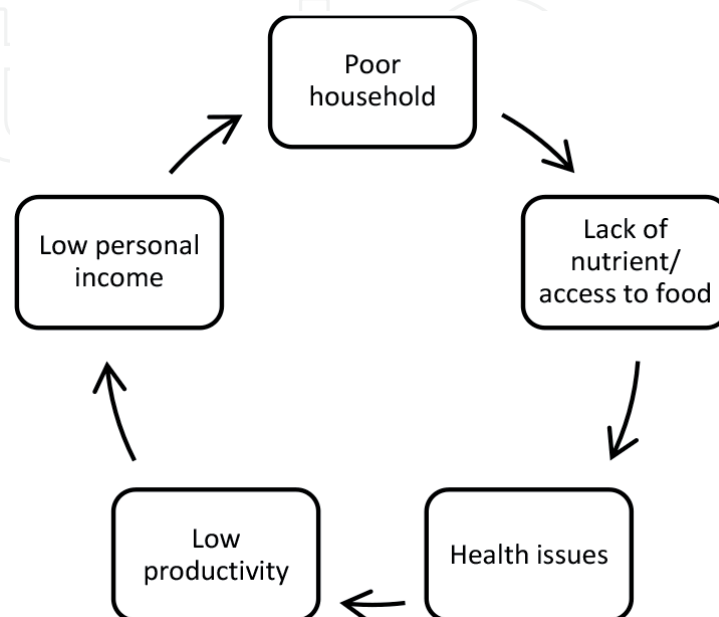 Poor
household
Lack of
nutrient/
access to food
Health issues
Low
productivity
Low personal
income